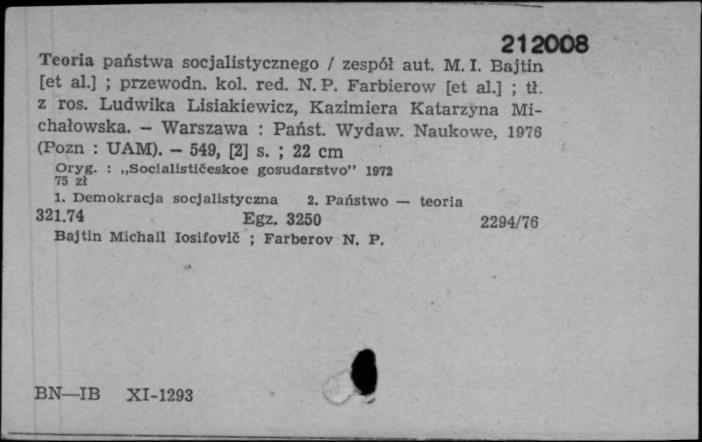 212008
Teoria państwa socjalistycznego / zespół aut. M. I. Bajtin
[et al.] ; przewodn. kol. red. N. P. Farbierow [et al.] ; tł.
z ros. Ludwika Lisiakiewicz, Kazimiera Katarzyna Mi-
chałowska. — Warszawa : Państ. Wydaw. Naukowe, 1976
(Pozn : UAM). — 549, [2] s. ; 22 cm
Oryg. : „Socialističeskoe gosudarstvo” 1972
75 zł
1. Demokracja socjalistyczna 2. Państwo — teoria
321.74 Egz. 3250 2294/76
Bajtin Michail Iosifovič ; Farberov N. P.
BN—IB XI-1293